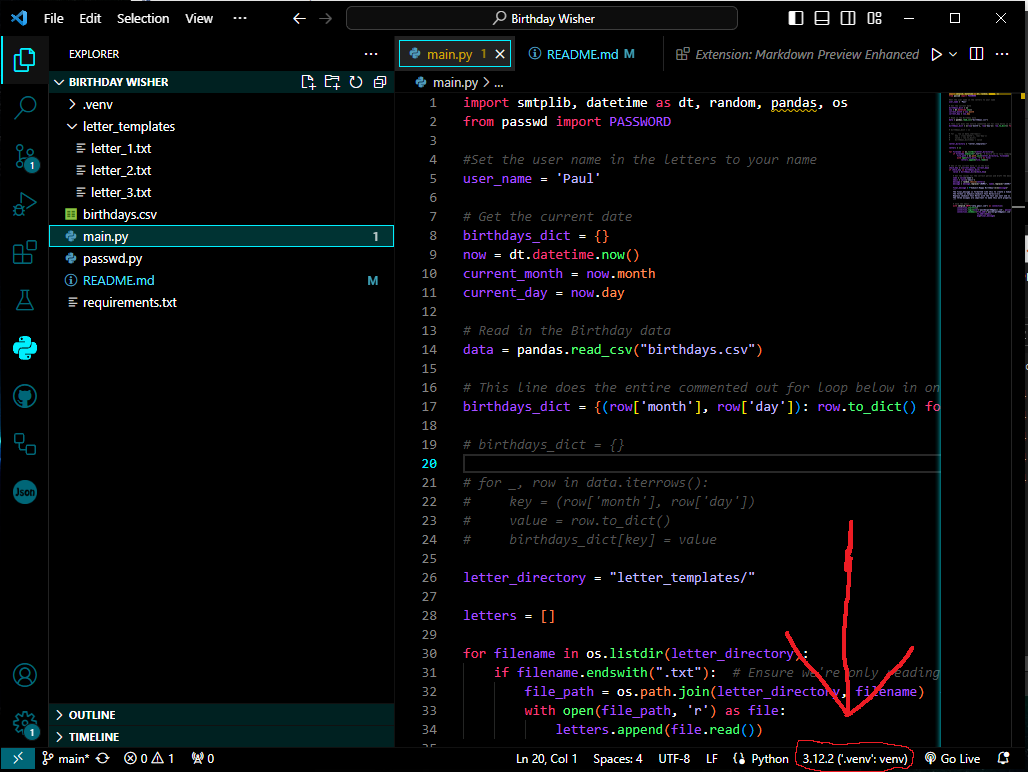 File Edit Selection View ··· Birthday Wisher
EXPLORER ···
BIRTHDAY WISHER
.venv
letter_templates
letter_1.txt
letter_2.txt
letter_3.txt
birthdays.csv
main.py 1
passwd.py
README.md M
requirements.txt
OUTLINE
TIMELINE
main.py 1 README.md M Extension: Markdown Preview Enhanced
main.py > ...
1 import smtplib, datetime as dt, random, pandas, os
2 from passwd import PASSWORD
3
4 #Set the user name in the letters to your name
5 user_name = 'Paul'
6
7 # Get the current date
8 birthdays_dict = {}
9 now = dt.datetime.now()
10 current_month = now.month
11 current_day = now.day
12
13 # Read in the Birthday data
14 data = pandas.read_csv("birthdays.csv")
15
16 # This line does the entire commented out for loop below in on
17 birthdays_dict = {(row['month'], row['day']): row.to_dict() fo
18
19 # birthdays_dict = {}
20
21 # for _, row in data.iterrows():
22 #     key = (row['month'], row['day'])
23 #     value = row.to_dict()
24 #     birthdays_dict[key] = value
25
26 letter_directory = "letter_templates/"
27
28 letters = []
29
30 for filename in os.listdir(letter_directory):
31     if filename.endswith(".txt"):  # Ensure we're only reading
32         file_path = os.path.join(letter_directory, filename)
33         with open(file_path, 'r') as file:
34             letters.append(file.read())
Json
1
1
main* 0 1 0 Ln 20, Col 1 Spaces: 4 UTF-8 LF Python 3.12.2 ('.venv': venv) Go Live